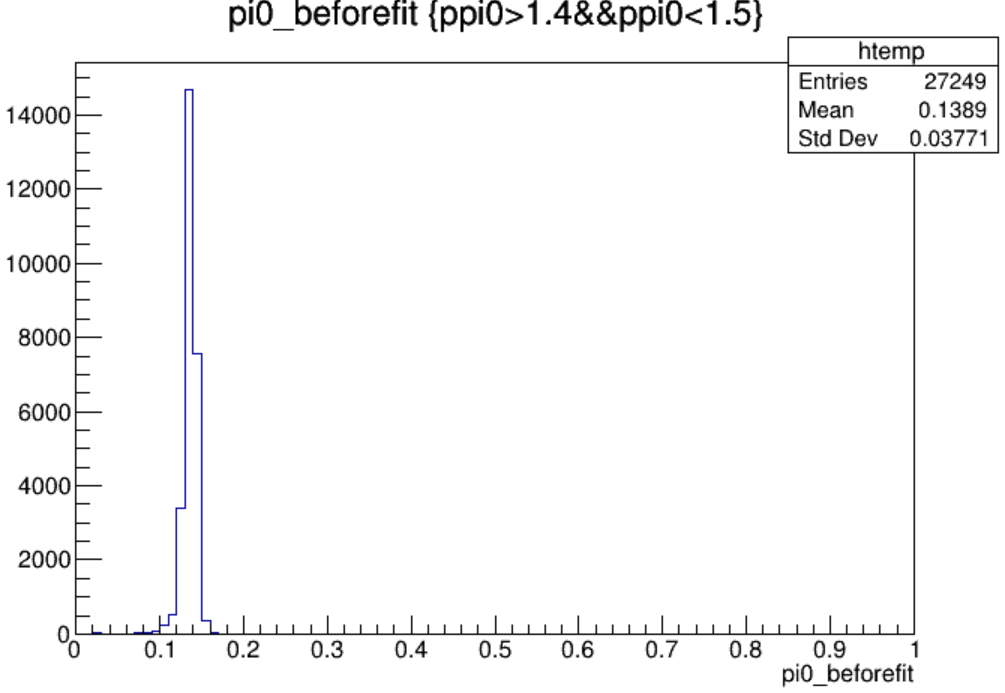 pi0_beforefit {ppi0>1.4&&ppi0<1.5}
htemp
Entries 27249
Mean 0.1389
Std Dev 0.03771
14000
12000
10000
8000
6000
4000
2000
0
0 0.1 0.2 0.3 0.4 0.5 0.6 0.7 0.8 0.9 1
pi0_beforefit